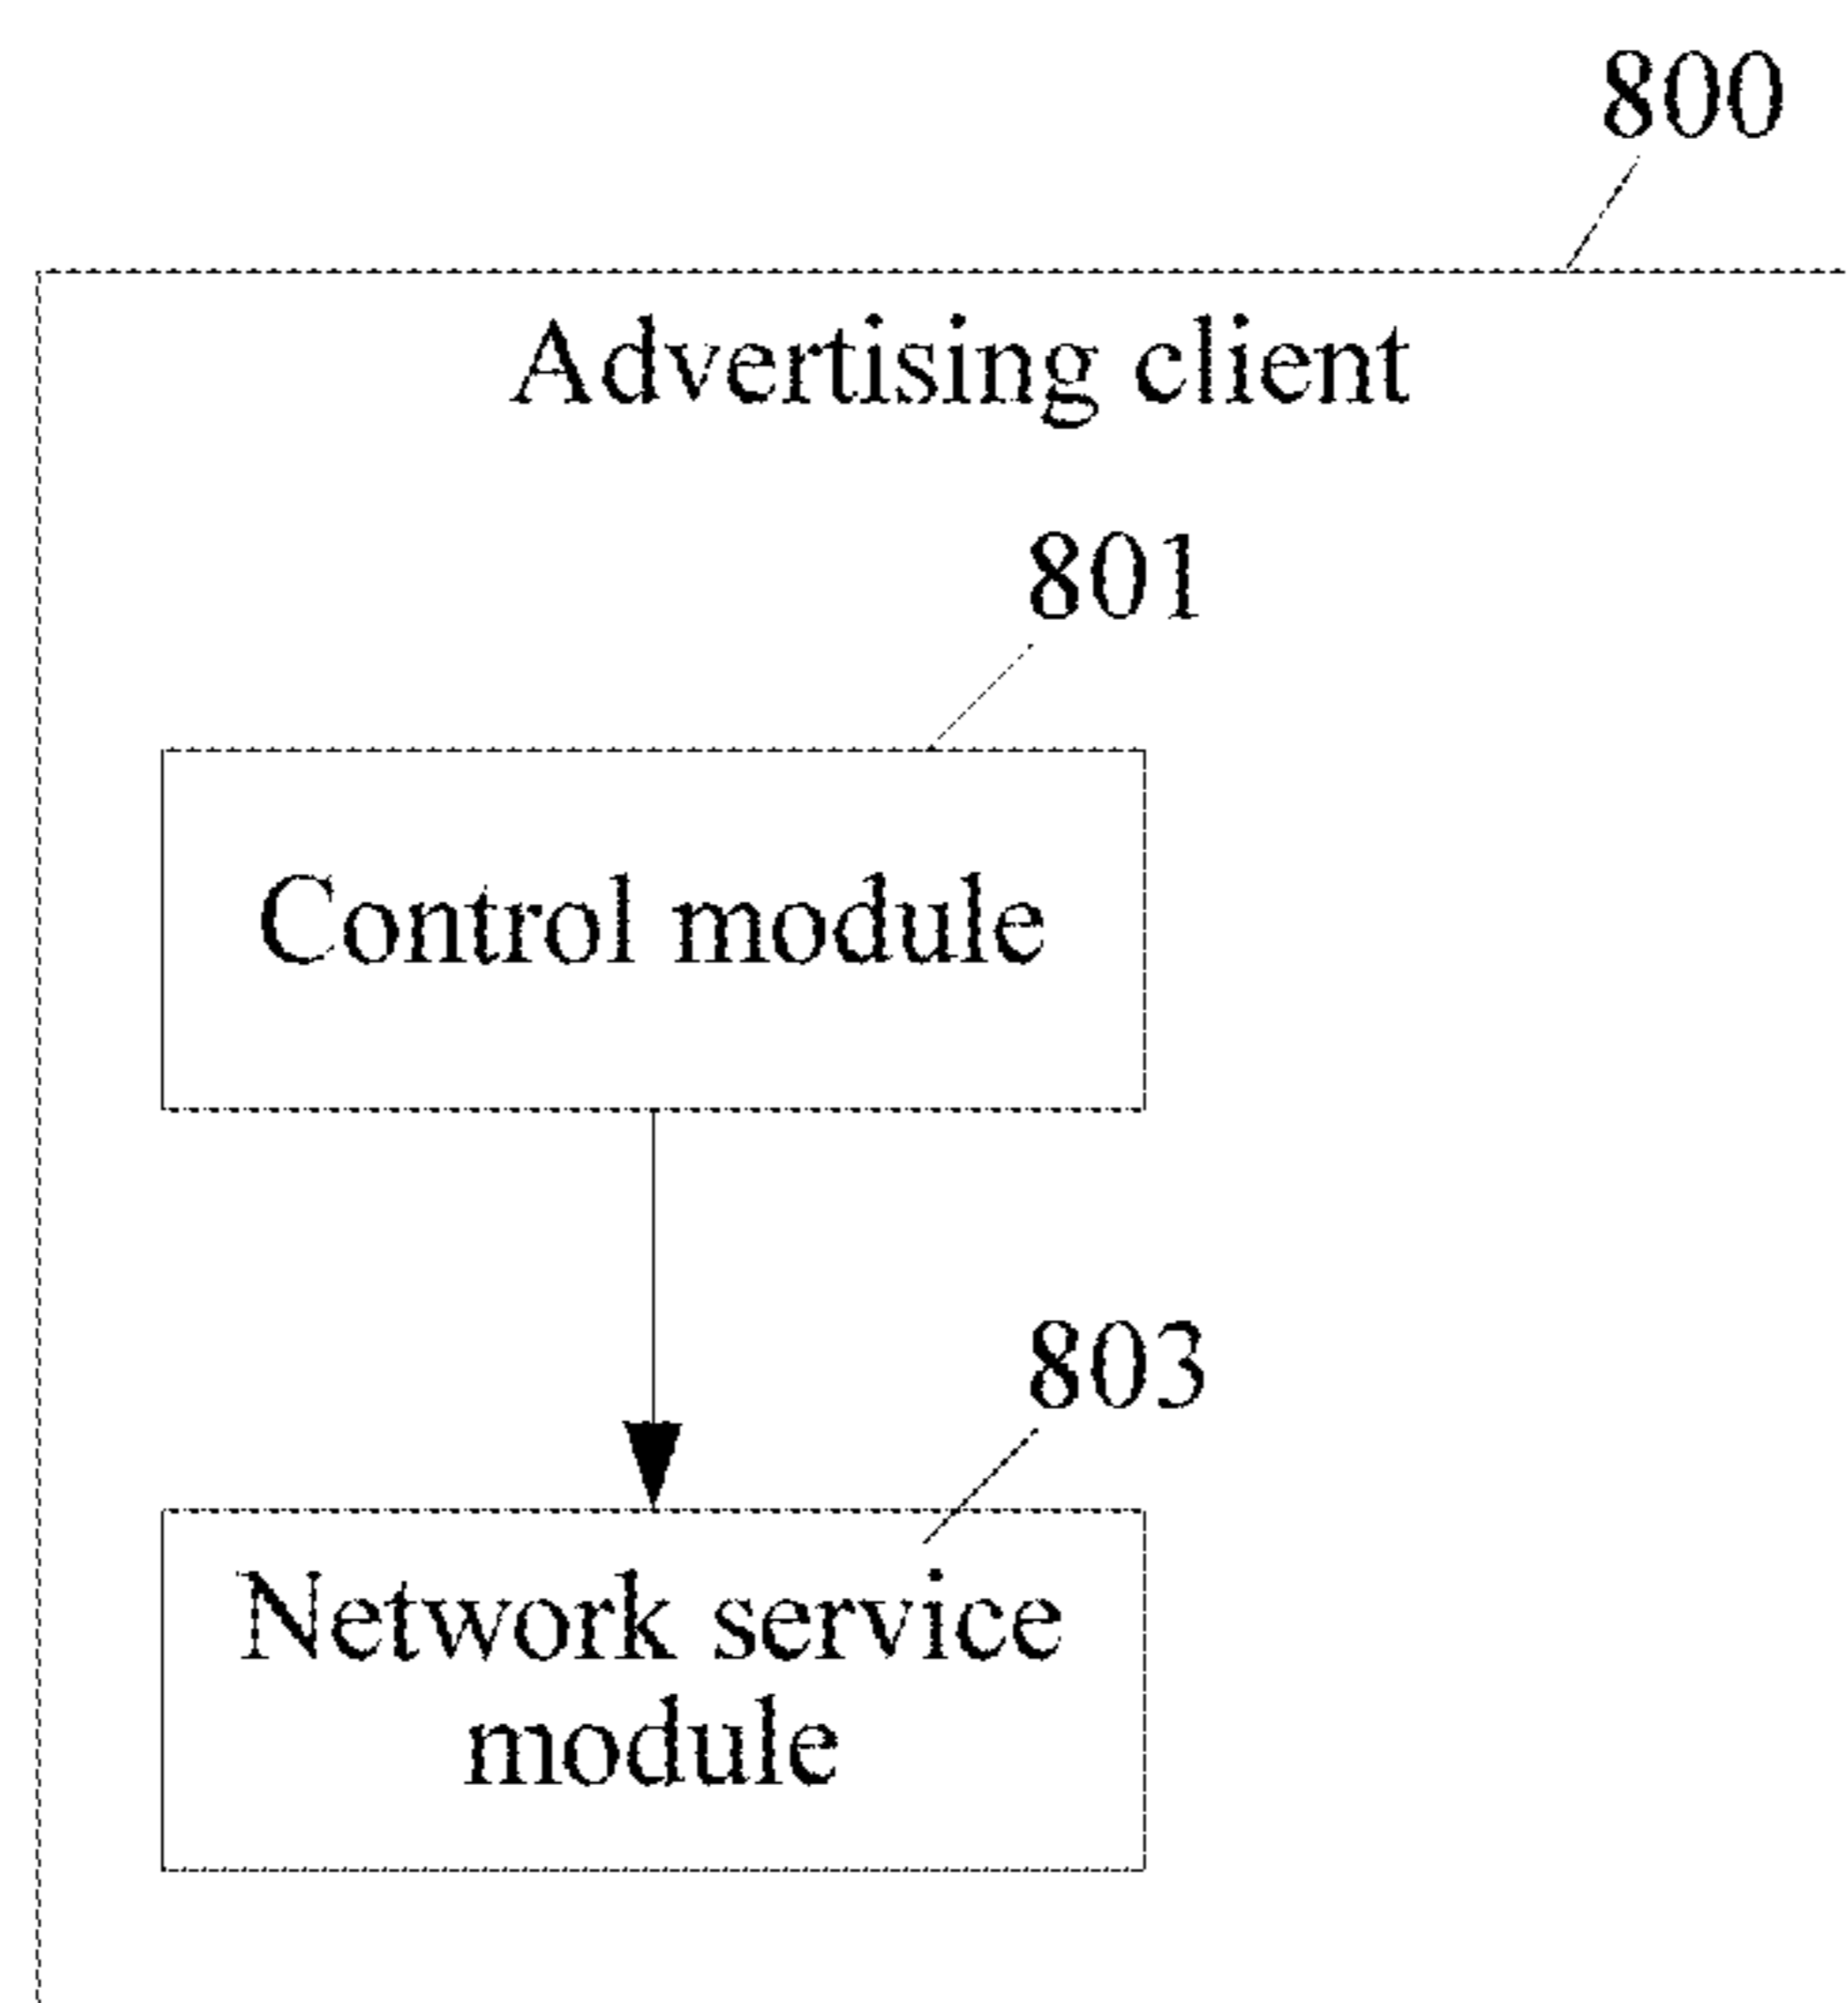 800
Advertising client
801
Control module
803
Network service
module